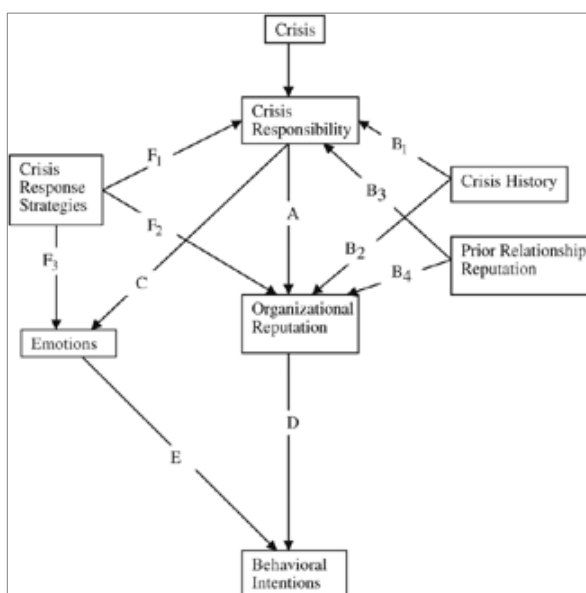 Crisis
Crisis
Responsibility
F1
B1
Crisis
Response
Strategies
Crisis History
B3
A
F2
B2
Prior Relationship
Reputation
F3
B4
C
Organizational
Reputation
Emotions
D
E
Behavioral
Intentions